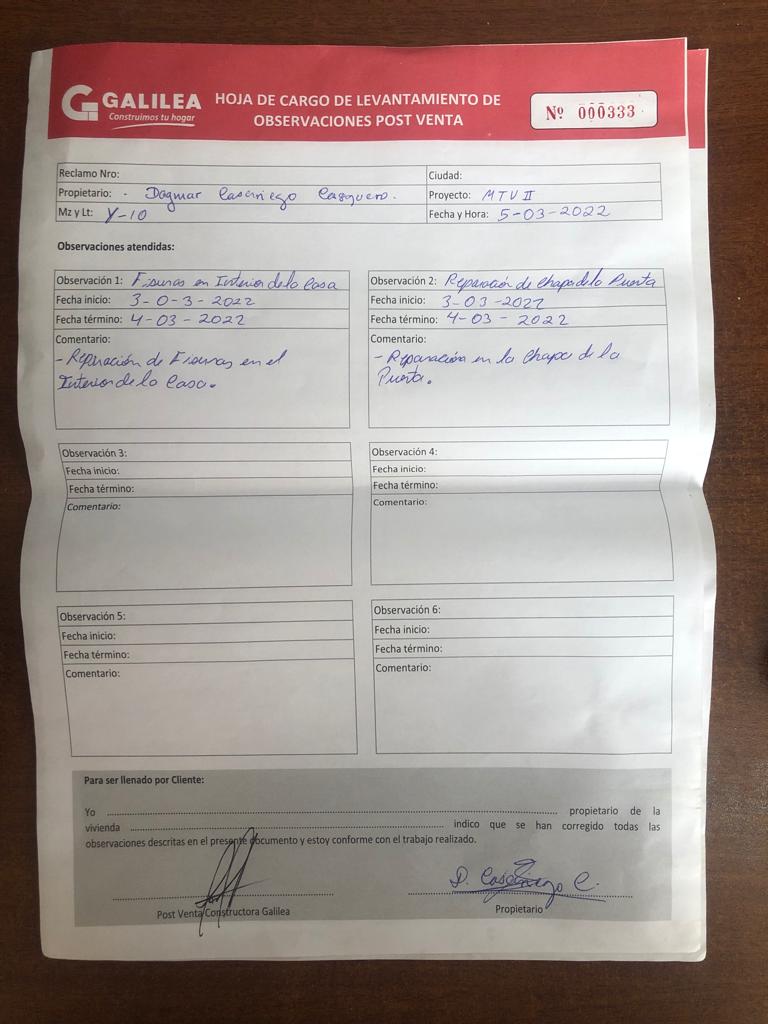 GALILEA
Construimos tu hogar
HOJA DE CARGO DE LEVANTAMIENTO DE
OBSERVACIONES POST VENTA
Nº 000333
Reclamo Nro:
Ciudad:
Propietario: - Dagmar Casariego Casquero.
Proyecto: MTV II
Mz y Lt: Y-10
Fecha y Hora: 5-03-2022
Observaciones atendidas:
Observación 1: Fisuras en Interior de la Casa
Fecha inicio: 3-0-3-2022
Fecha término: 4-03-2022
Comentario:
- Reparación de Fisuras en el
Interior de la Casa.
Observación 2: Reparación de Chapa de la Puerta
Fecha inicio: 3-03-2022
Fecha término: 4-03-2022
Comentario:
- Reparación en la Chapa de la
Puerta.
Observación 3:
Fecha inicio:
Fecha término:
Comentario:
Observación 4:
Fecha inicio:
Fecha término:
Comentario:
Observación 5:
Fecha inicio:
Fecha término:
Comentario:
Observación 6:
Fecha inicio:
Fecha término:
Comentario:
Para ser llenado por Cliente:
Yo ........ propietario de la
vivienda ........ indico que se han corregido todas las
observaciones descritas en el presente documento y estoy conforme con el trabajo realizado.
D. C.
Post Venta Constructora Galilea
Propietario